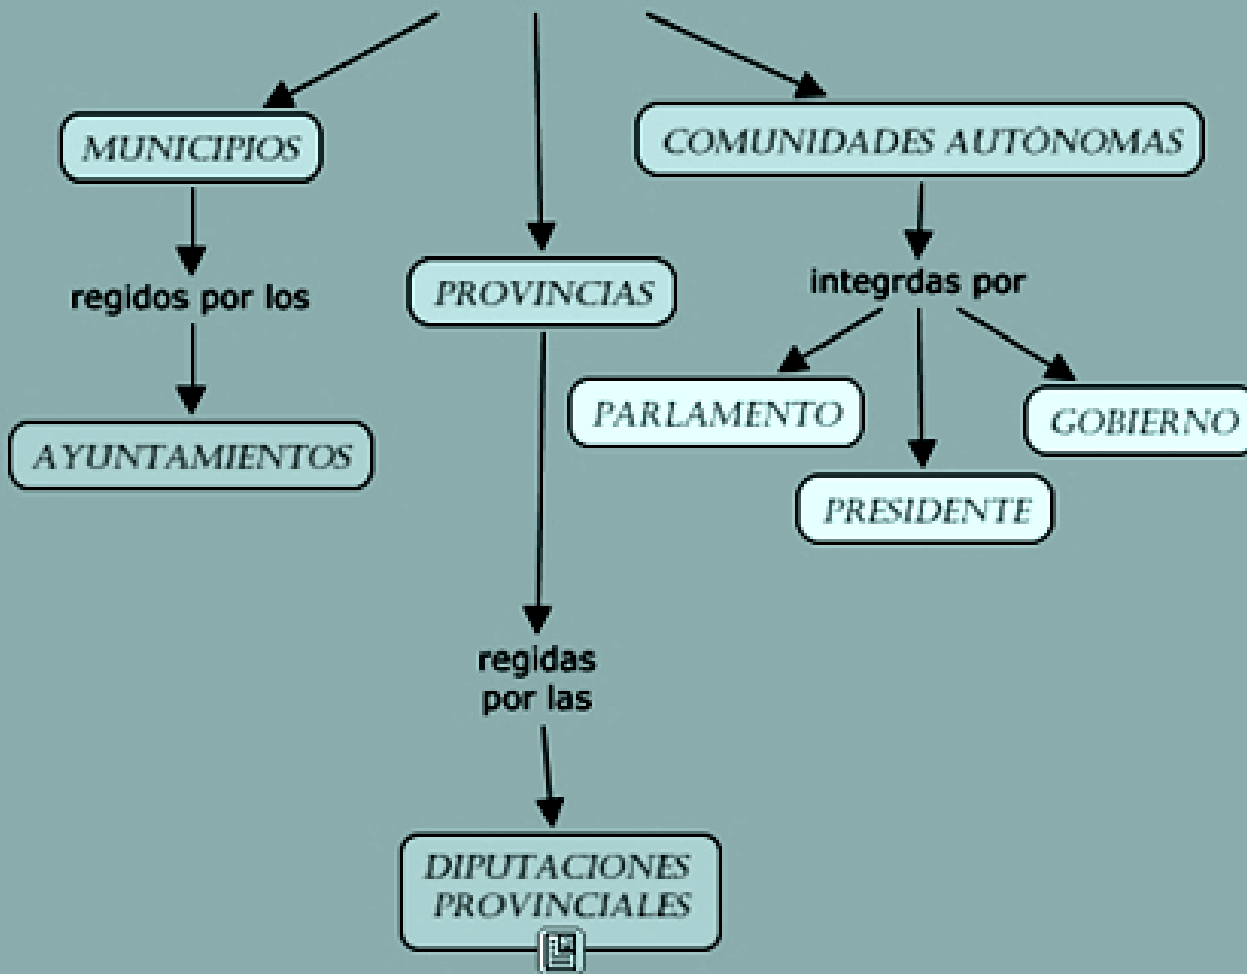 MUNICIPIOS
COMUNIDADES AUTÓNOMAS
regidos por los
PROVINCIAS
integrdas por
AYUNTAMIENTOS
PARLAMENTO
GOBIERNO
PRESIDENTE
regidas
por las
DIPUTACIONES
PROVINCIALES